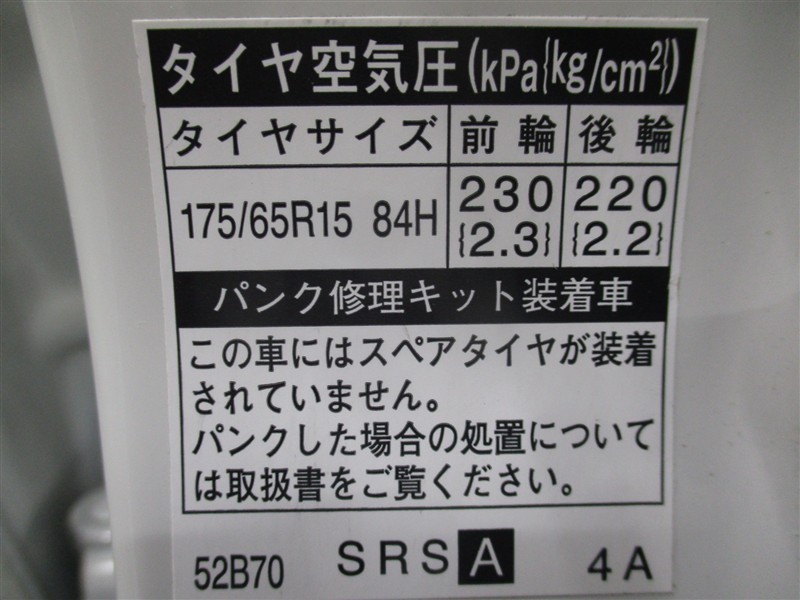 タイヤ空気圧(kPa{kg/cm²})
タイヤサイズ 前輪 後輪
175/65R15 84H 230 {2.3} 220 {2.2}
パンク修理キット装着車
この車にはスペアタイヤが装着
されていません。
パンクした場合の処置について
は取扱書をご覧ください。
52B70 SRS A 4A